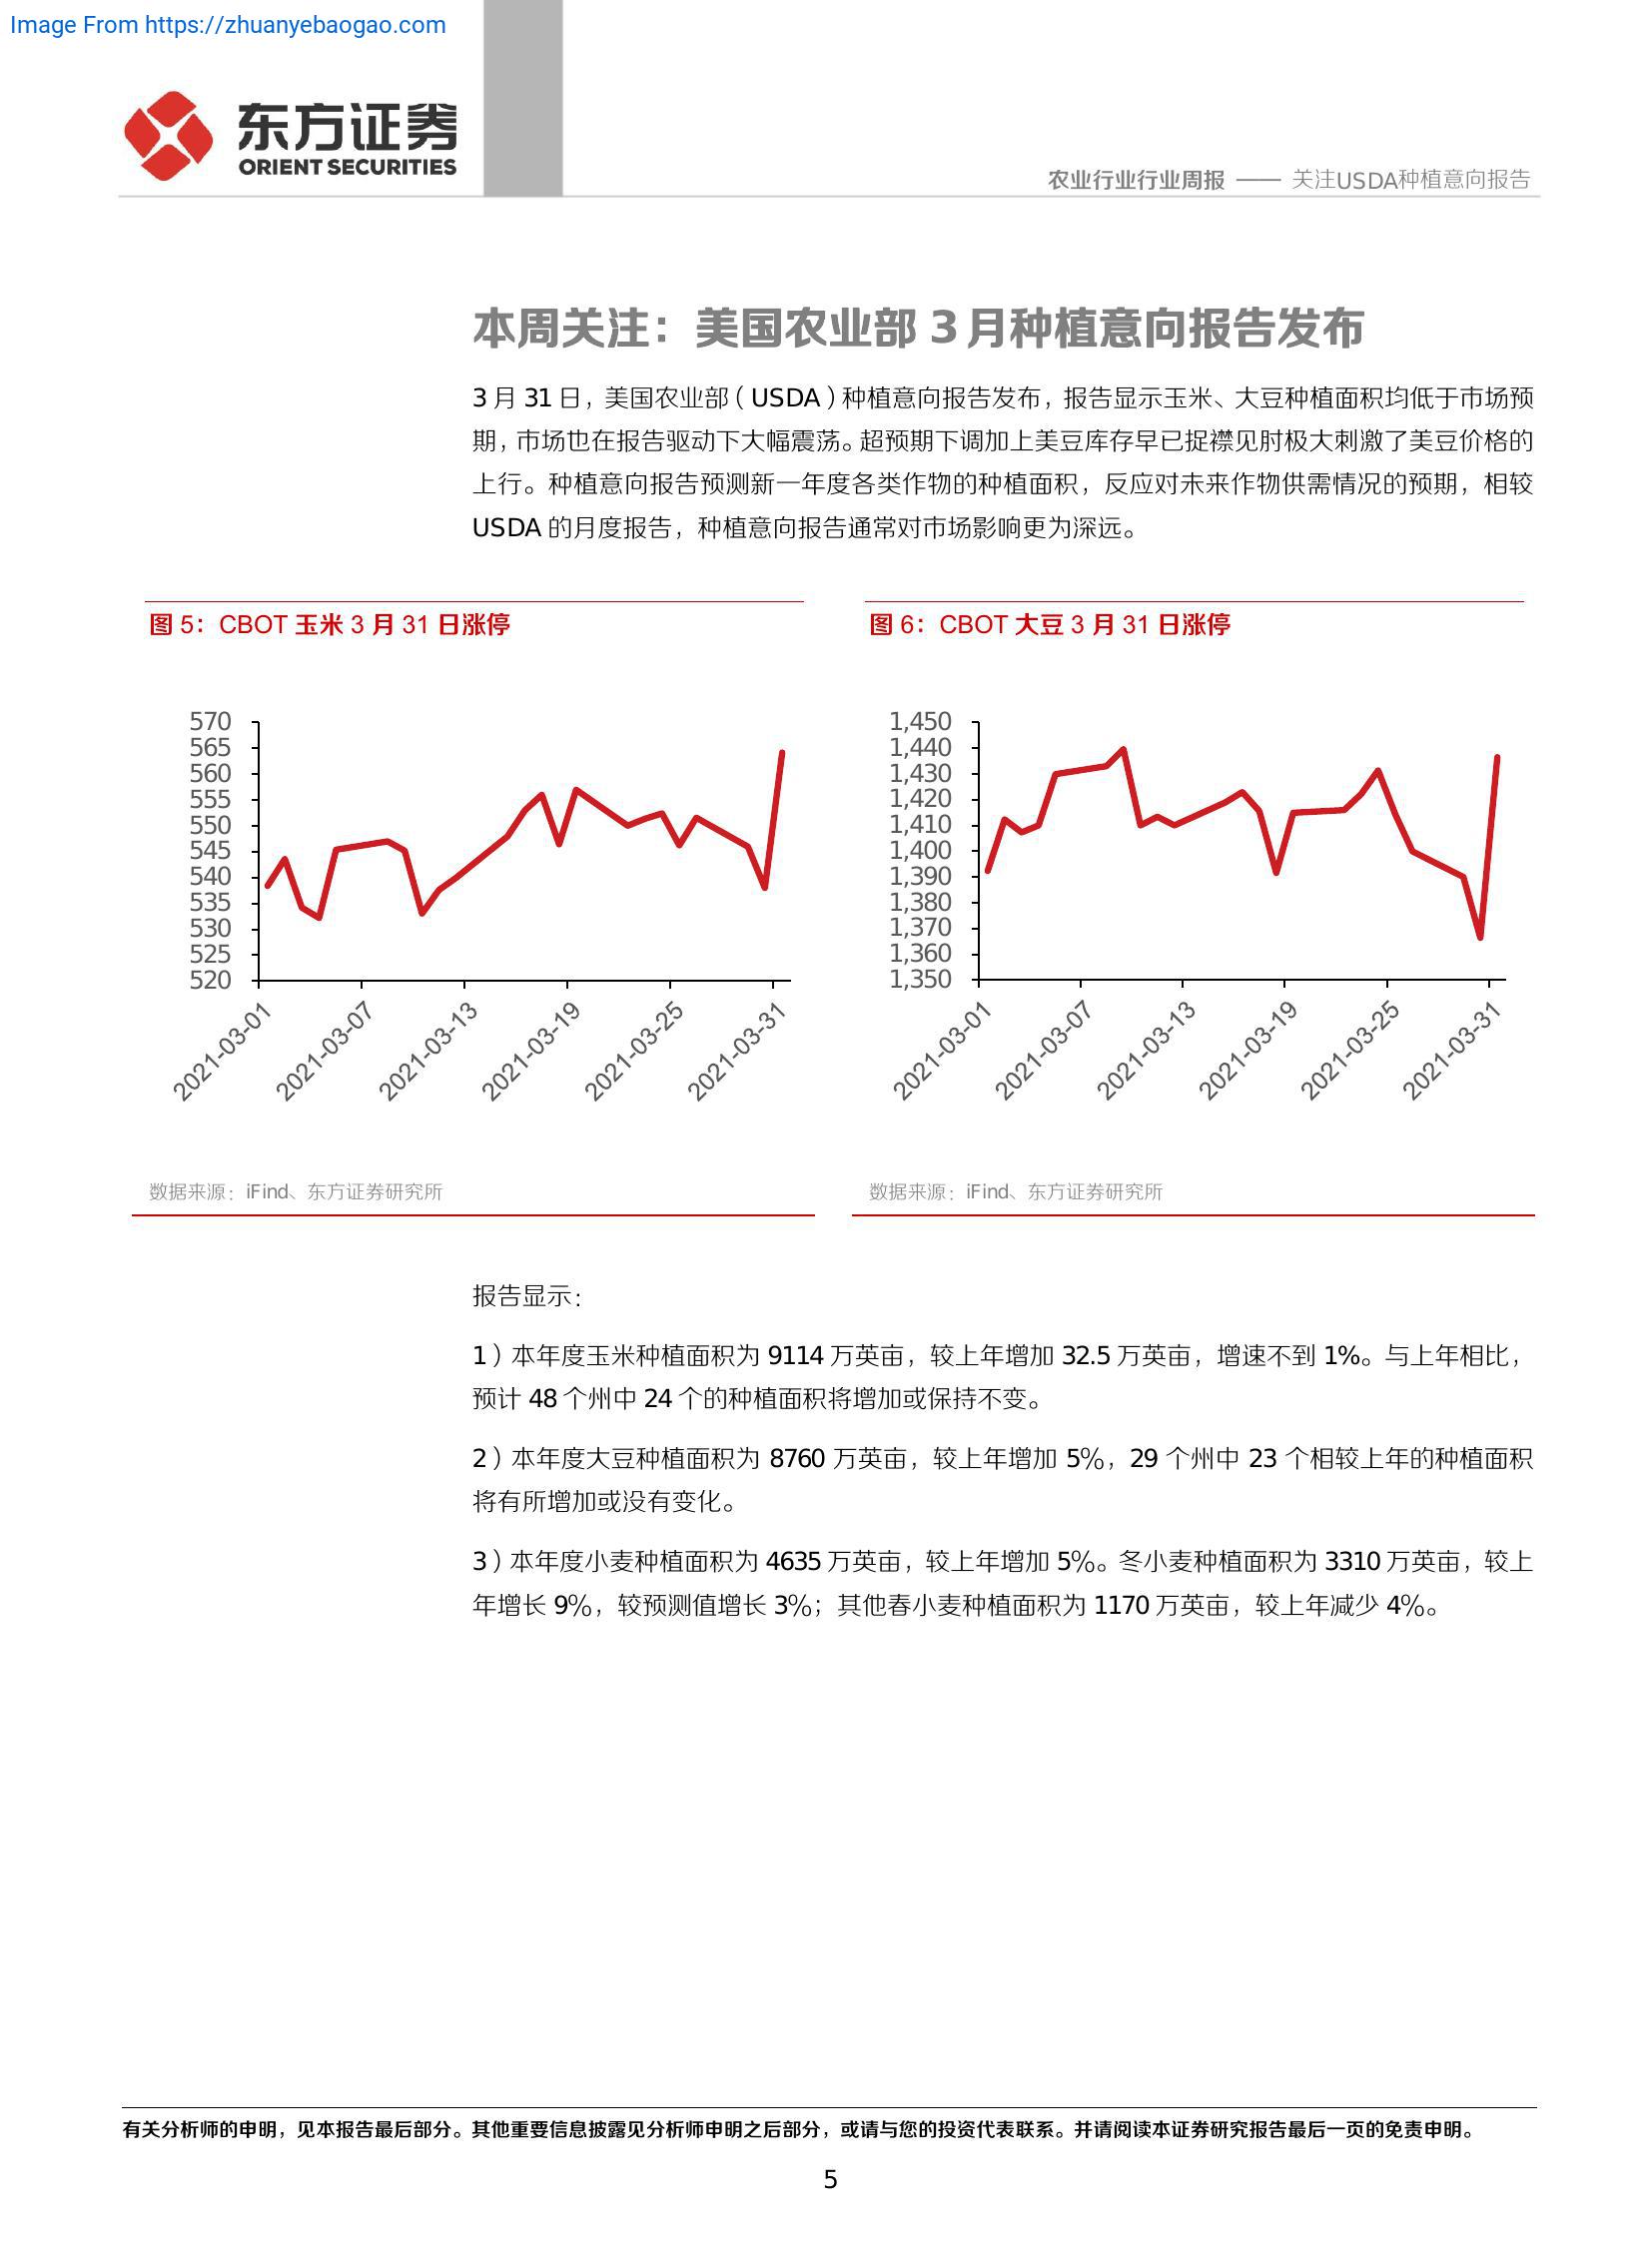 Image From https://zhuanyebaogao.com
东方证券
ORIENT SECURITIES
农业行业行业周报 —— 关注USDA种植意向报告
本周关注：美国农业部 3 月种植意向报告发布
3 月 31 日，美国农业部（USDA）种植意向报告发布，报告显示玉米、大豆种植面积均低于市场预
期，市场也在报告驱动下大幅震荡。超预期下调加上美豆库存早已捉襟见肘极大刺激了美豆价格的
上行。种植意向报告预测新一年度各类作物的种植面积，反应对未来作物供需情况的预期，相较
USDA 的月度报告，种植意向报告通常对市场影响更为深远。
图 5：CBOT 玉米 3 月 31 日涨停
570
565
560
555
550
545
540
535
530
525
520
2021-03-01
2021-03-07
2021-03-13
2021-03-19
2021-03-25
2021-03-31
数据来源：iFind、东方证券研究所
图 6：CBOT 大豆 3 月 31 日涨停
1,450
1,440
1,430
1,420
1,410
1,400
1,390
1,380
1,370
1,360
1,350
2021-03-01
2021-03-07
2021-03-13
2021-03-19
2021-03-25
2021-03-31
数据来源：iFind、东方证券研究所
报告显示：
1）本年度玉米种植面积为 9114 万英亩，较上年增加 32.5 万英亩，增速不到 1%。与上年相比，
预计 48 个州中 24 个的种植面积将增加或保持不变。
2）本年度大豆种植面积为 8760 万英亩，较上年增加 5%，29 个州中 23 个相较上年的种植面积
将有所增加或没有变化。
3）本年度小麦种植面积为 4635 万英亩，较上年增加 5%。冬小麦种植面积为 3310 万英亩，较上
年增长 9%，较预测值增长 3%；其他春小麦种植面积为 1170 万英亩，较上年减少 4%。
有关分析师的申明，见本报告最后部分。其他重要信息披露见分析师申明之后部分，或请与您的投资代表联系。并请阅读本证券研究报告最后一页的免责申明。
5